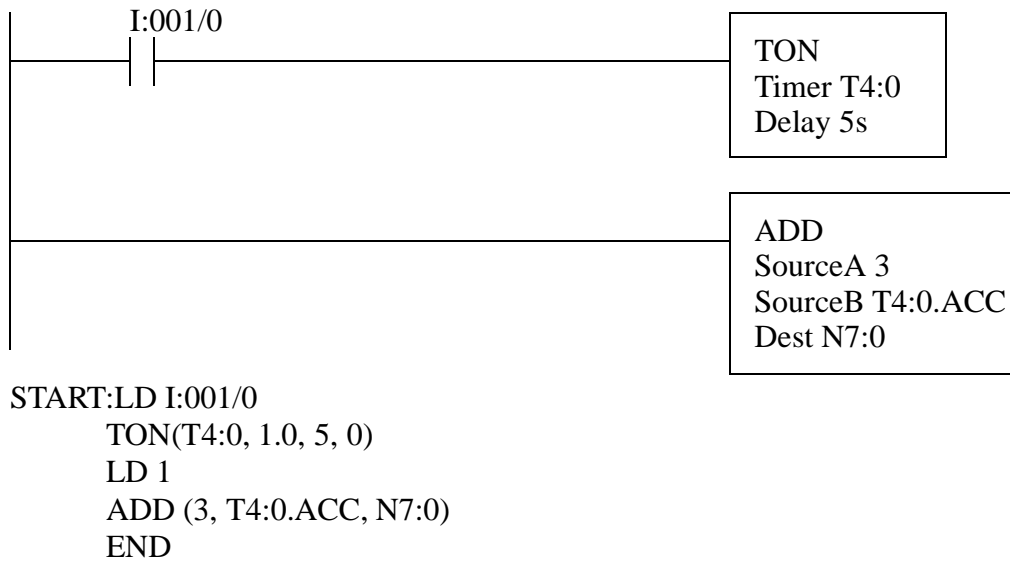 I:001/0
TON
Timer T4:0
Delay 5s
ADD
SourceA 3
SourceB T4:0.ACC
Dest N7:0
START:LD I:001/0
TON(T4:0, 1.0, 5, 0)
LD 1
ADD (3, T4:0.ACC, N7:0)
END